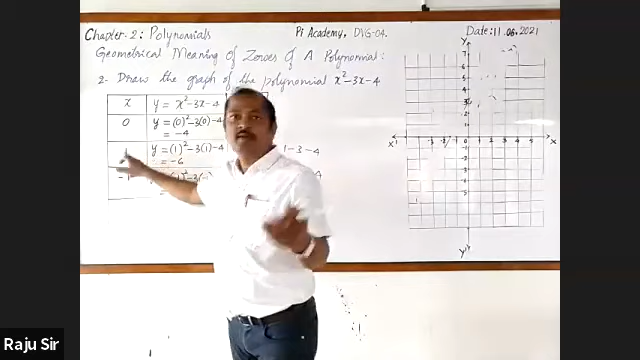 Chapter-2: Polynomials
Pi Academy, DVG-04.
Date: 11.06.2021
Geometrical Meaning Of Zeroes Of A Polynomial:
2. Draw the graph of the polynomial x²-3x-4
x
y = x²-3x-4
0
y = (0)²-3(0)-4
= -4
1
y = (1)²-3(1)-4
1-3-4
= -6
-1
Raju Sir